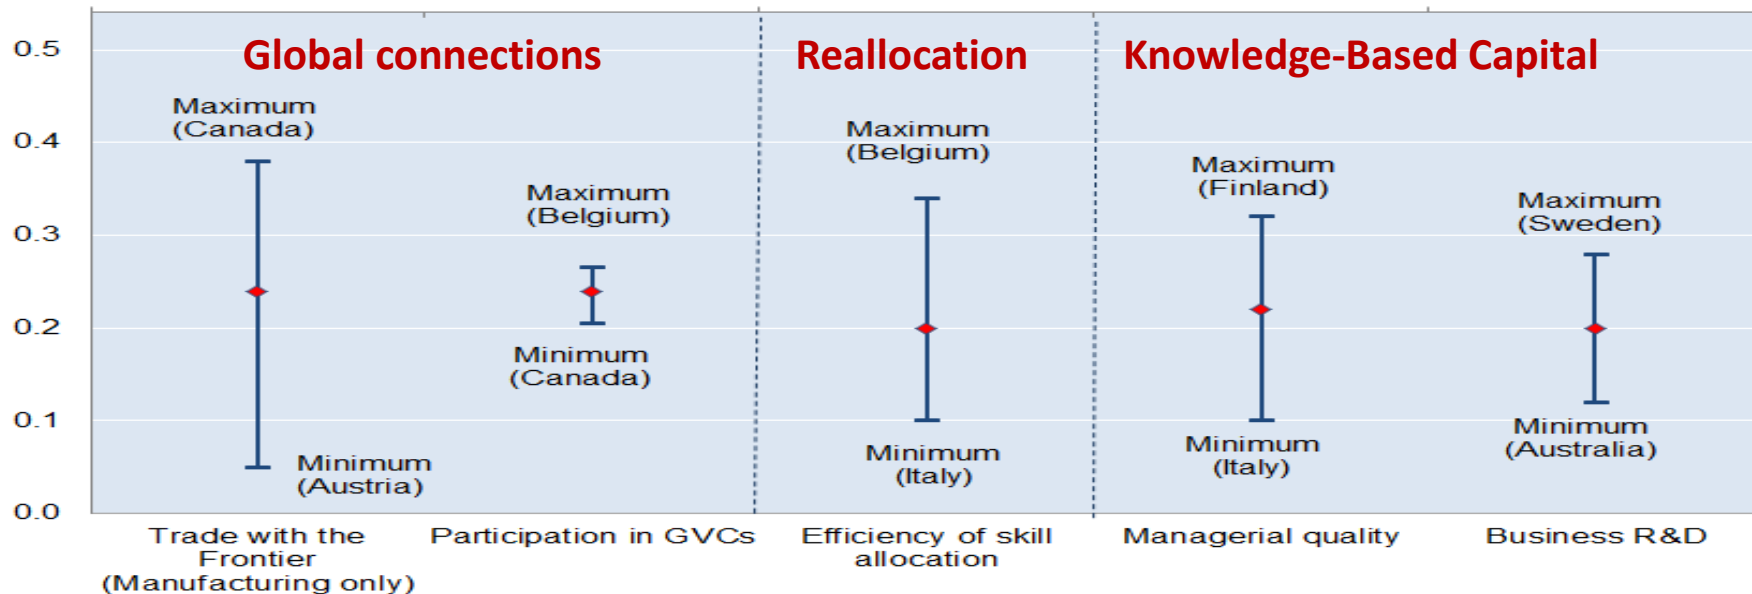 Global connections
Reallocation
Knowledge-Based Capital
0.5
0.4
0.3
0.2
0.1
0.0
Maximum
(Canada)
Minimum
(Austria)
Maximum
(Belgium)
Minimum
(Canada)
Maximum
(Belgium)
Minimum
(Italy)
Maximum
(Finland)
Minimum
(Italy)
Maximum
(Sweden)
Minimum
(Australia)
Trade with the
Frontier
(Manufacturing only)
Participation in GVCs
Efficiency of skill
allocation
Managerial quality
Business R&D